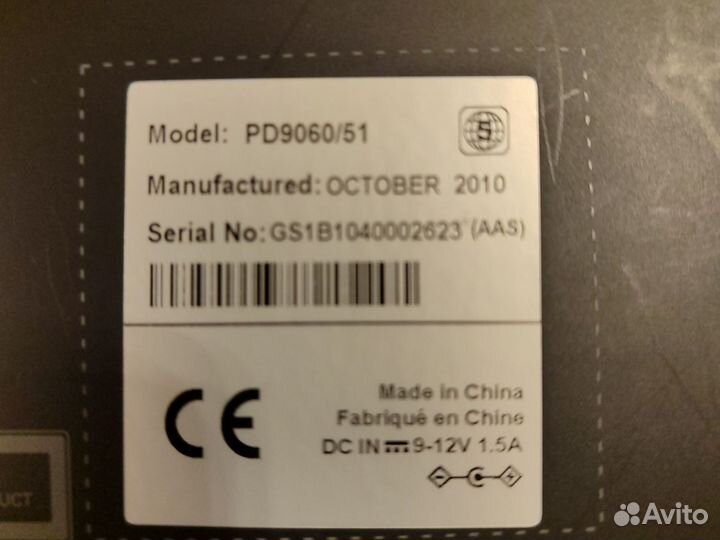 Model: PD9060/51
S
Manufactured: OCTOBER 2010
Serial No: GS1B1040002623 (AAS)
CE
Made in China
Fabriqué en Chine
DC IN 9-12V 1.5A
UCT
Avito